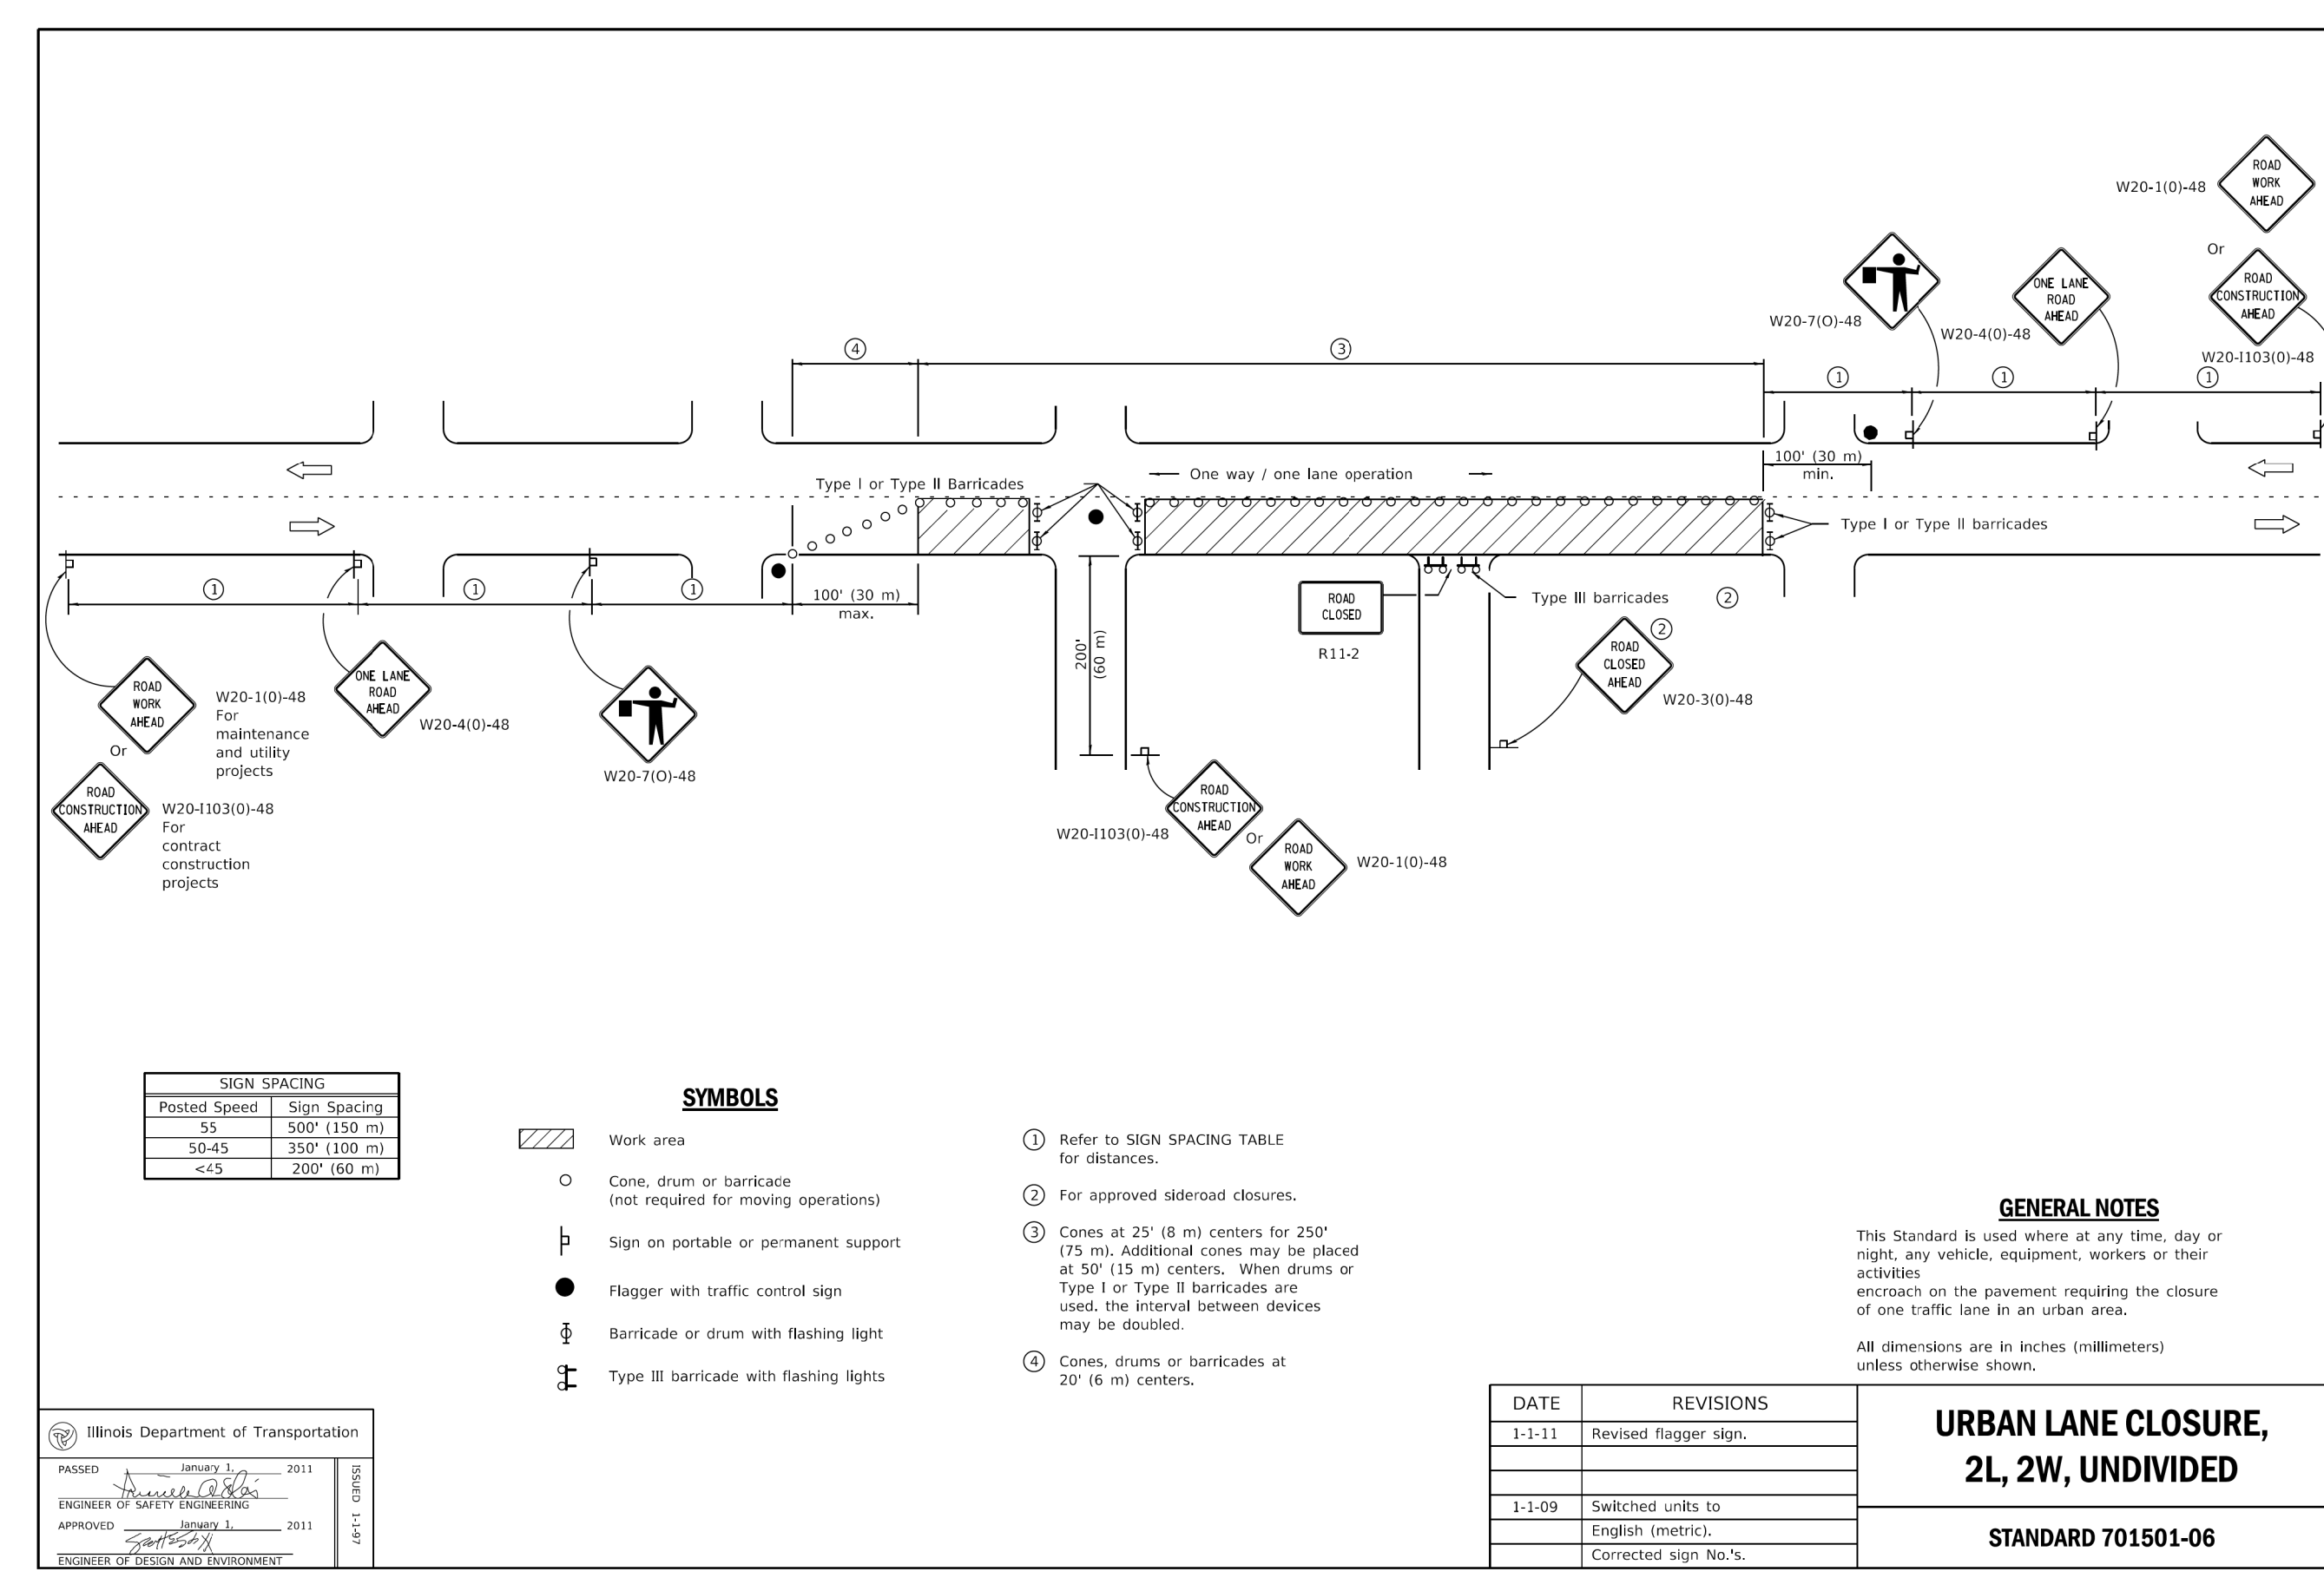 ROAD
WORK
AHEAD
W20-1(0)-48
Or
ROAD
CONSTRUCTION
AHEAD
W20-I103(0)-48
W20-7(O)-48
ONE LANE
ROAD
AHEAD
W20-4(0)-48
4
3
1
1
1
100' (30 m)
min.
One way / one lane operation
Type I or Type II Barricades
Type I or Type II barricades
1
1
1
100' (30 m)
max.
200'
(60 m)
ROAD
CLOSED
R11-2
Type III barricades
2
2
ROAD
CLOSED
AHEAD
W20-3(0)-48
ROAD
WORK
AHEAD
W20-1(0)-48
For
maintenance
and utility
projects
Or
ROAD
CONSTRUCTION
AHEAD
W20-I103(0)-48
For
contract
construction
projects
ONE LANE
ROAD
AHEAD
W20-4(0)-48
W20-7(O)-48
ROAD
CONSTRUCTION
AHEAD
W20-I103(0)-48
Or
ROAD
WORK
AHEAD
W20-1(0)-48
SIGN SPACING
Posted Speed Sign Spacing
55 500' (150 m)
50-45 350' (100 m)
<45 200' (60 m)
SYMBOLS
Work area
Cone, drum or barricade
(not required for moving operations)
Sign on portable or permanent support
Flagger with traffic control sign
Barricade or drum with flashing light
Type III barricade with flashing lights
1 Refer to SIGN SPACING TABLE
for distances.
2 For approved sideroad closures.
3 Cones at 25' (8 m) centers for 250'
(75 m). Additional cones may be placed
at 50' (15 m) centers. When drums or
Type I or Type II barricades are
used. the interval between devices
may be doubled.
4 Cones, drums or barricades at
20' (6 m) centers.
GENERAL NOTES
This Standard is used where at any time, day or
night, any vehicle, equipment, workers or their
activities
encroach on the pavement requiring the closure
of one traffic lane in an urban area.
All dimensions are in inches (millimeters)
unless otherwise shown.
Illinois Department of Transportation
PASSED January 1, 2011
ENGINEER OF SAFETY ENGINEERING
APPROVED January 1, 2011
ENGINEER OF DESIGN AND ENVIRONMENT
ISSUED 1-1-97
DATE REVISIONS
1-1-11 Revised flagger sign.
1-1-09 Switched units to
English (metric).
Corrected sign No.'s.
URBAN LANE CLOSURE,
2L, 2W, UNDIVIDED
STANDARD 701501-06